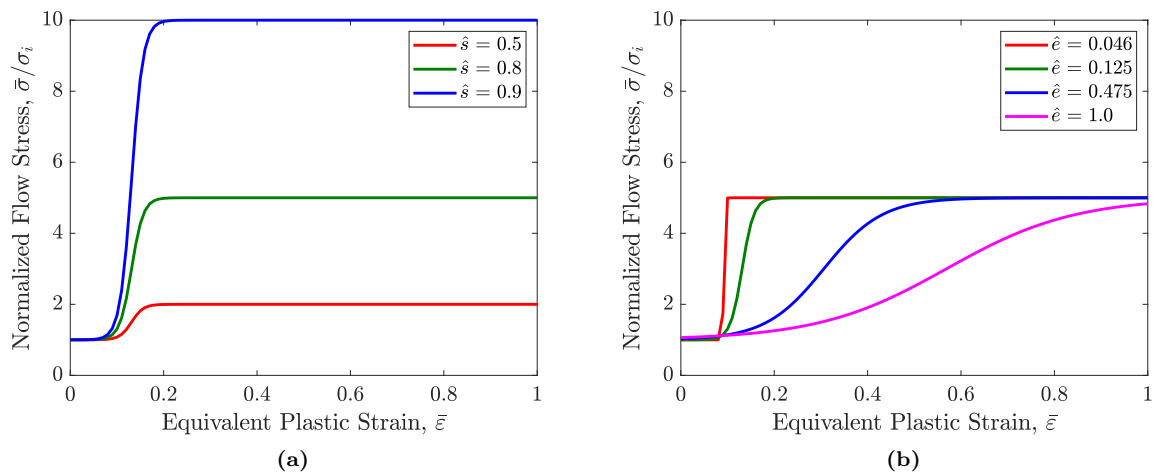 10
8
6
4
2
0
0
0.2
0.4
0.6
0.8
1
Normalized Flow Stress, σ̄/σᵢ
Equivalent Plastic Strain, ε̄
ŝ = 0.5
ŝ = 0.8
ŝ = 0.9
(a)
10
8
6
4
2
0
0
0.2
0.4
0.6
0.8
1
Normalized Flow Stress, σ̄/σᵢ
Equivalent Plastic Strain, ε̄
ê = 0.046
ê = 0.125
ê = 0.475
ê = 1.0
(b)